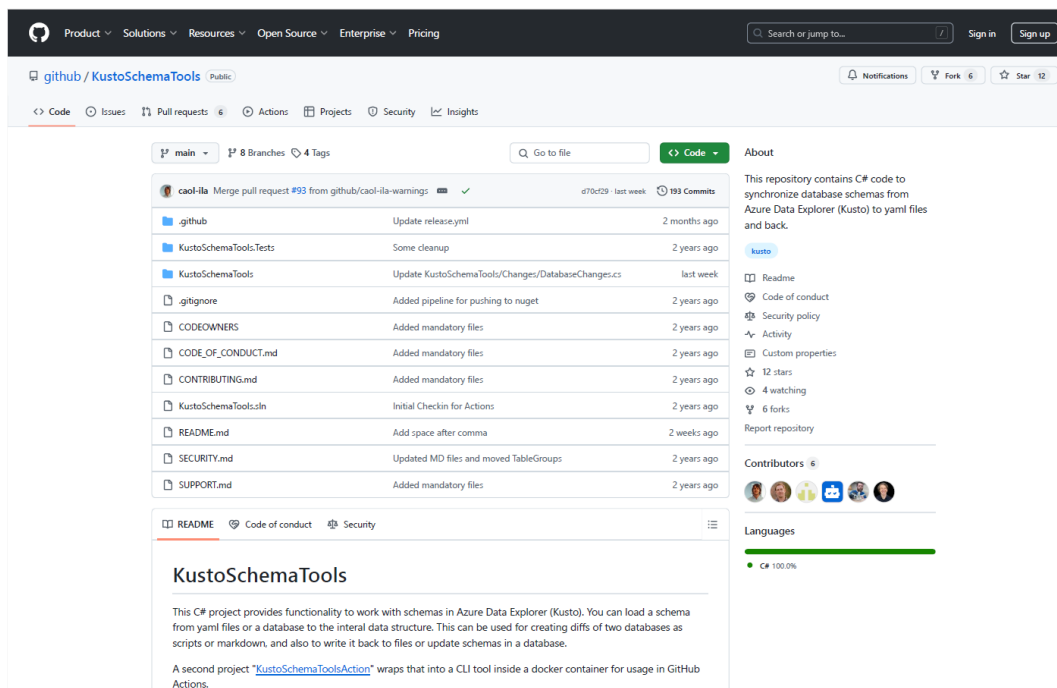 Product Solutions Resources Open Source Enterprise Pricing Search or jump to... / Sign in Sign up
github / KustoSchemaTools Public Notifications Fork 6 Star 12
Code Issues Pull requests 6 Actions Projects Security Insights
main 8 Branches 4 Tags Go to file Code
caol-ila Merge pull request #93 from github/caol-ila-warnings d70cf29 · last week 193 Commits
.github Update release.yml 2 months ago
KustoSchemaTools.Tests Some cleanup 2 years ago
KustoSchemaTools Update KustoSchemaTools/Changes/DatabaseChanges.cs last week
.gitignore Added pipeline for pushing to nuget 2 years ago
CODEOWNERS Added mandatory files 2 years ago
CODE_OF_CONDUCT.md Added mandatory files 2 years ago
CONTRIBUTING.md Added mandatory files 2 years ago
KustoSchemaTools.sln Initial Checkin for Actions 2 years ago
README.md Add space after comma 2 weeks ago
SECURITY.md Updated MD files and moved TableGroups 2 years ago
SUPPORT.md Added mandatory files 2 years ago
README Code of conduct Security
KustoSchemaTools
This C# project provides functionality to work with schemas in Azure Data Explorer (Kusto). You can load a schema
from yaml files or a database to the interal data structure. This can be used for creating diffs of two databases as
scripts or markdown, and also to write it back to files or update schemas in a database.
A second project "KustoSchemaToolsAction" wraps that into a CLI tool inside a docker container for usage in GitHub
Actions.
About
This repository contains C# code to
synchronize database schemas from
Azure Data Explorer (Kusto) to yaml files
and back.
kusto
Readme
Code of conduct
Security policy
Activity
Custom properties
12 stars
4 watching
6 forks
Report repository
Contributors 6
Languages
C# 100.0%